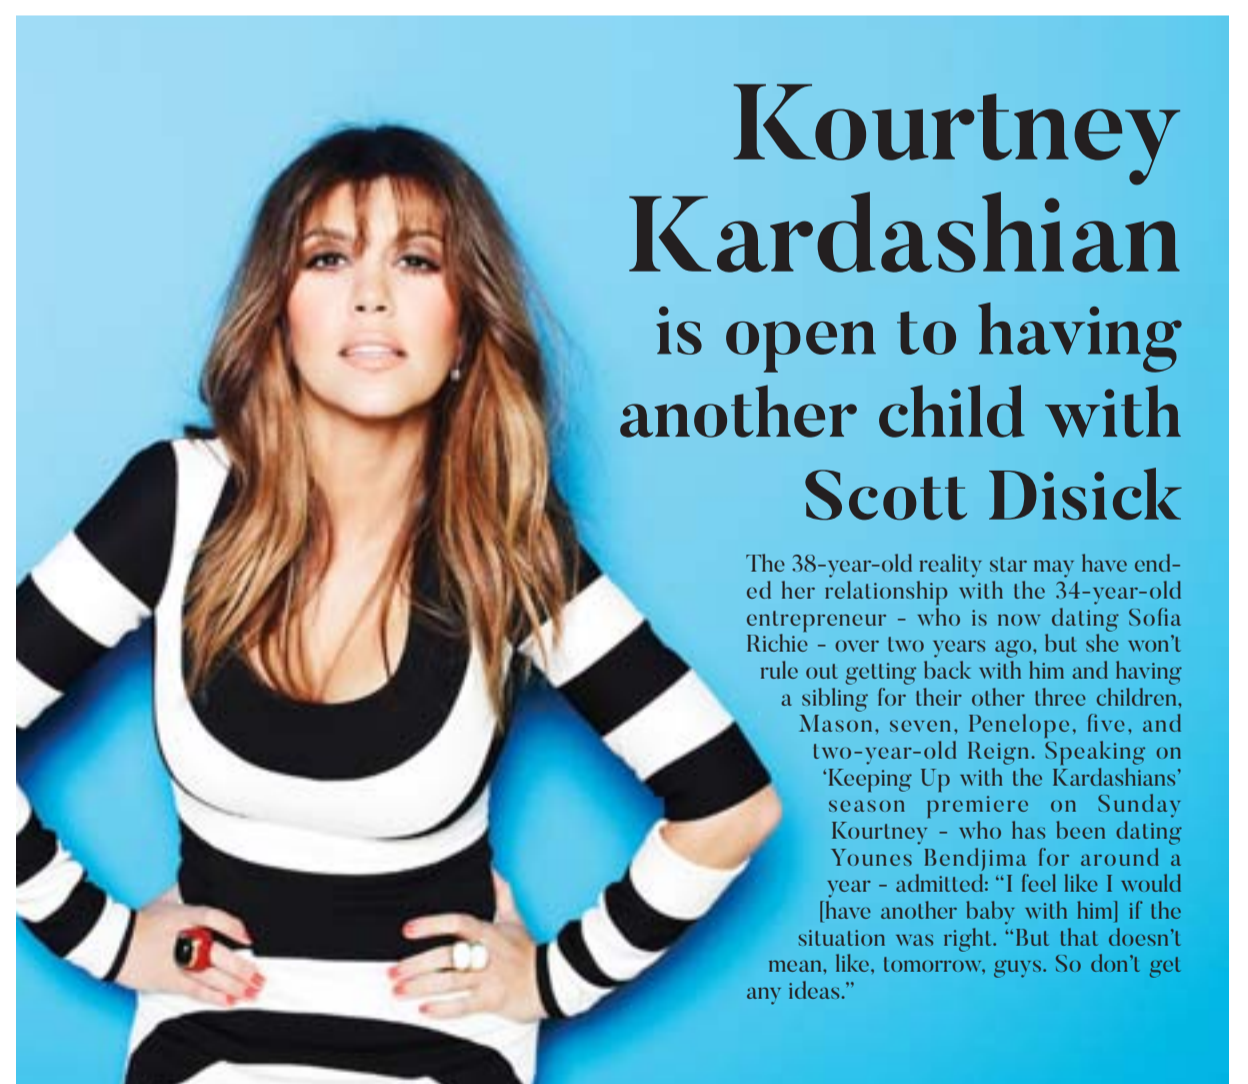 Kourtney
Kardashian
is open to having
another child with
Scott Disick
The 38-year-old reality star may have end-
ed her relationship with the 34-year-old
entrepreneur - who is now dating Sofia
Richie - over two years ago, but she won't
rule out getting back with him and having
a sibling for their other three children,
Mason, seven, Penelope, five, and
two-year-old Reign. Speaking on
‘Keeping Up with the Kardashians’
season premiere on Sunday
Kourtney - who has been dating
Younes Bendjima for around a
year - admitted: “I feel like I would
[have another baby with him] if the
situation was right. “But that doesn’t
mean, like, tomorrow, guys. So don’t get
any ideas.”